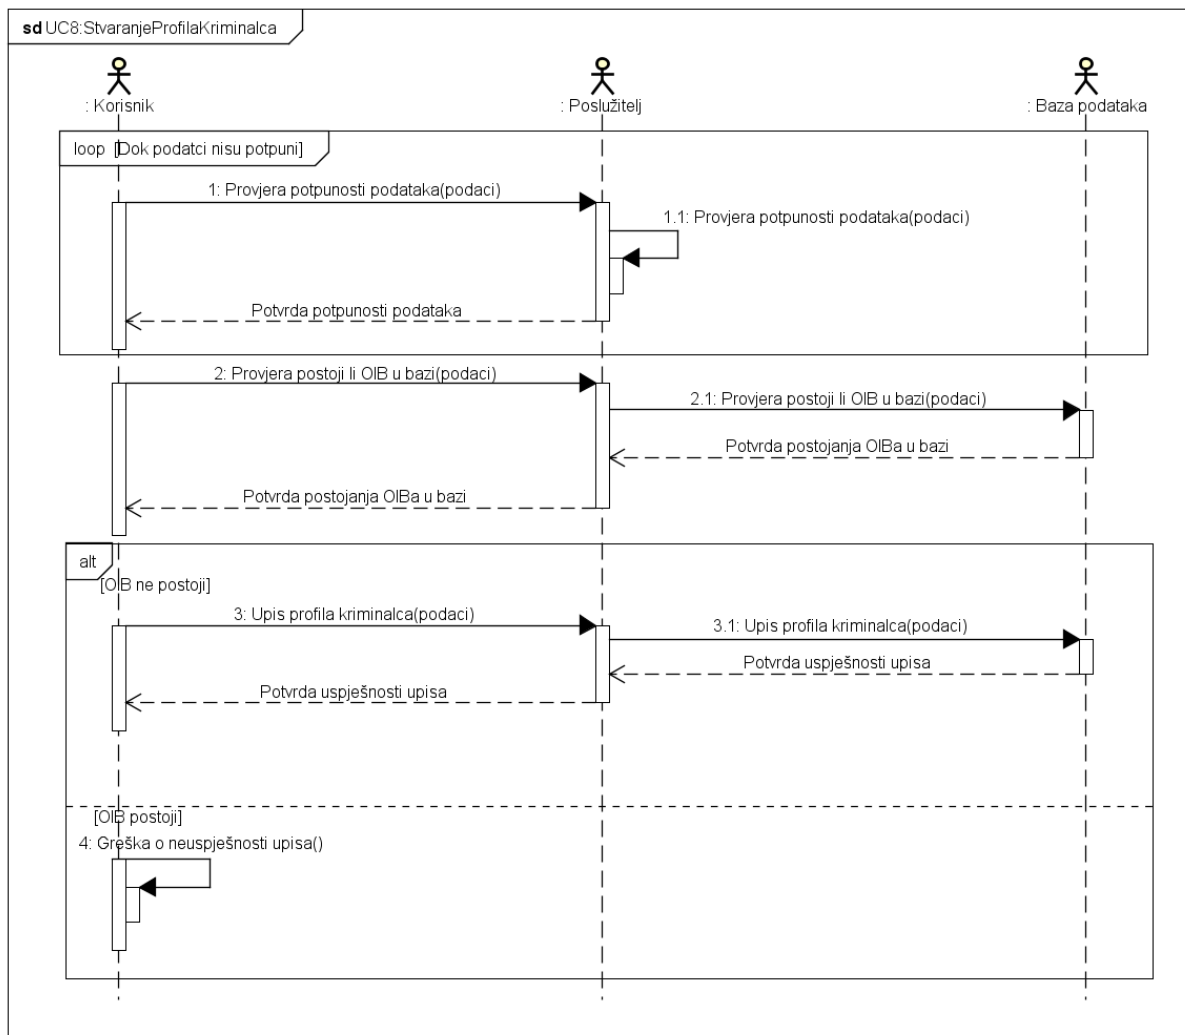 sd UC8:StvaranjeProfilaKriminalca
: Korisnik
: Poslužitelj
: Baza podataka
loop [Dok podatci nisu potpuni]
1: Provjera potpunosti podataka(podaci)
1.1: Provjera potpunosti podataka(podaci)
Potvrda potpunosti podataka
2: Provjera postoji li OIB u bazi(podaci)
2.1: Provjera postoji li OIB u bazi(podaci)
Potvrda postojanja OIBa u bazi
Potvrda postojanja OIBa u bazi
alt
[OIB ne postoji]
3: Upis profila kriminalca(podaci)
3.1: Upis profila kriminalca(podaci)
Potvrda uspješnosti upisa
Potvrda uspješnosti upisa
[OIB postoji]
4: Greška o neuspješnosti upisa()